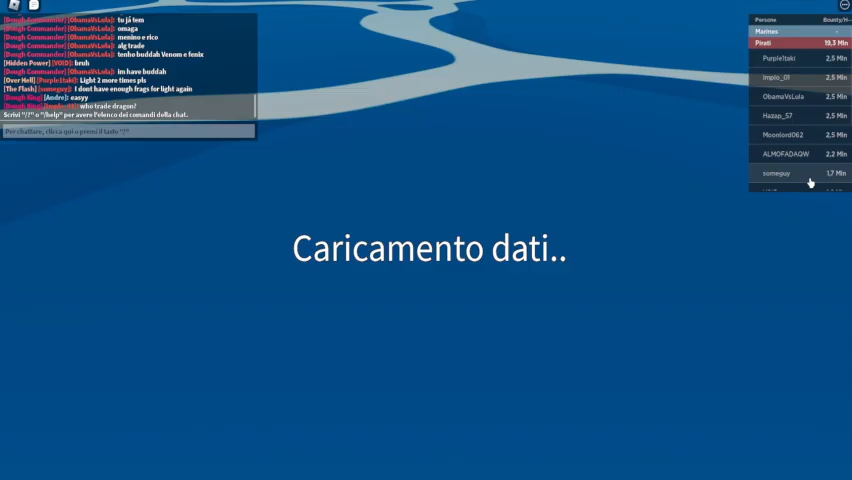 [Dough Commander] [ObamaVsLula]: tu já tem
[Dough Commander] [ObamaVsLula]: omaga
[Dough Commander] [ObamaVsLula]: menino e rico
[Dough Commander] [ObamaVsLula]: alg trade
[Dough Commander] [ObamaVsLula]: tenho buddah Venom e fenix
[Hidden Power] [VOID]: bruh
[Dough Commander] [ObamaVsLula]: im have buddah
[Over Hell] [Purple1taki]: Light 2 more times pls
[The Flash] [someguy]: I dont have enough frags for light again
[Dough King] [Andre]: easyy
who trade dragon?
Scrivi "/?" o "/help" per avere l'elenco dei comandi della chat.
Per chattare, clicca qui o premi il tasto "/"
Persone Bounty/H
Marines -
Pirati 19,3 Mln
Purple1taki 2,5 Mln
Implo_01 2,5 Mln
ObamaVsLula 2,5 Mln
Hazap_57 2,5 Mln
Moonlord062 2,5 Mln
ALMOFADAQW 2,2 Mln
someguy 1,7 Mln
Caricamento dati..